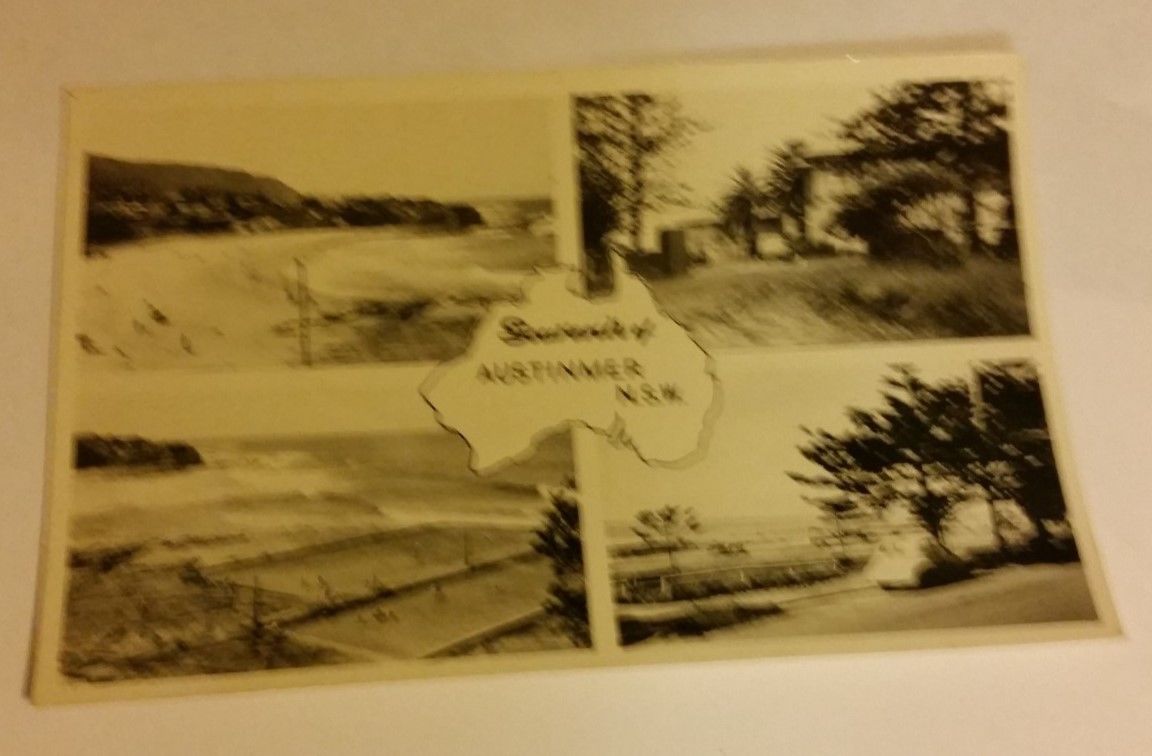 Souvenir of
AUSTINMER
N.S.W.